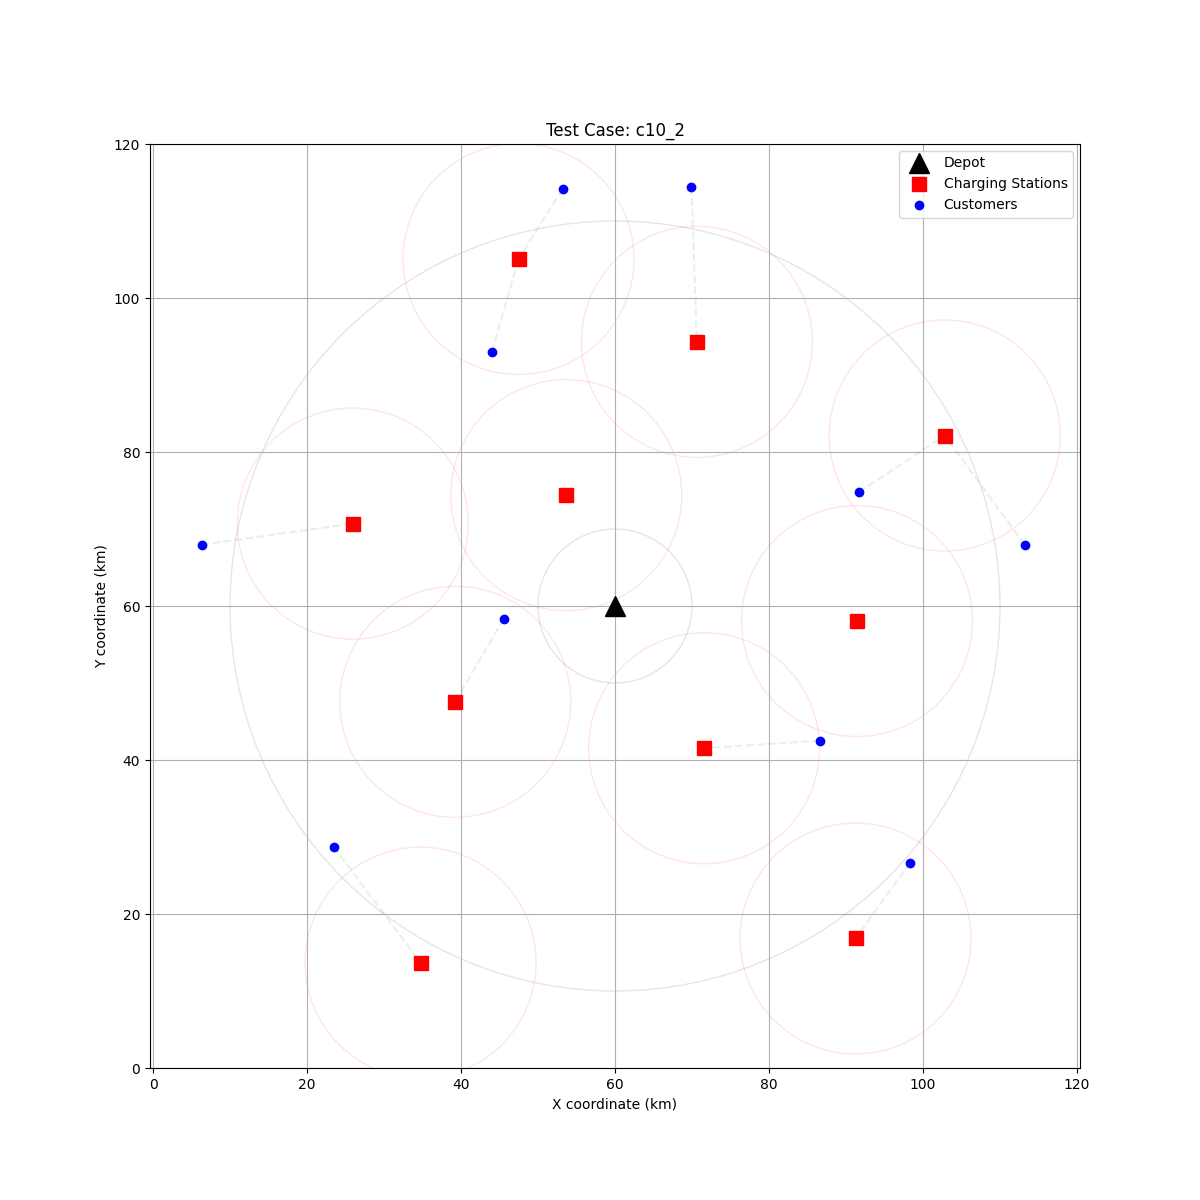 Test Case: c10_2
Depot
Charging Stations
Customers
120
100
80
60
40
20
0
Y coordinate (km)
0 20 40 60 80 100 120
X coordinate (km)